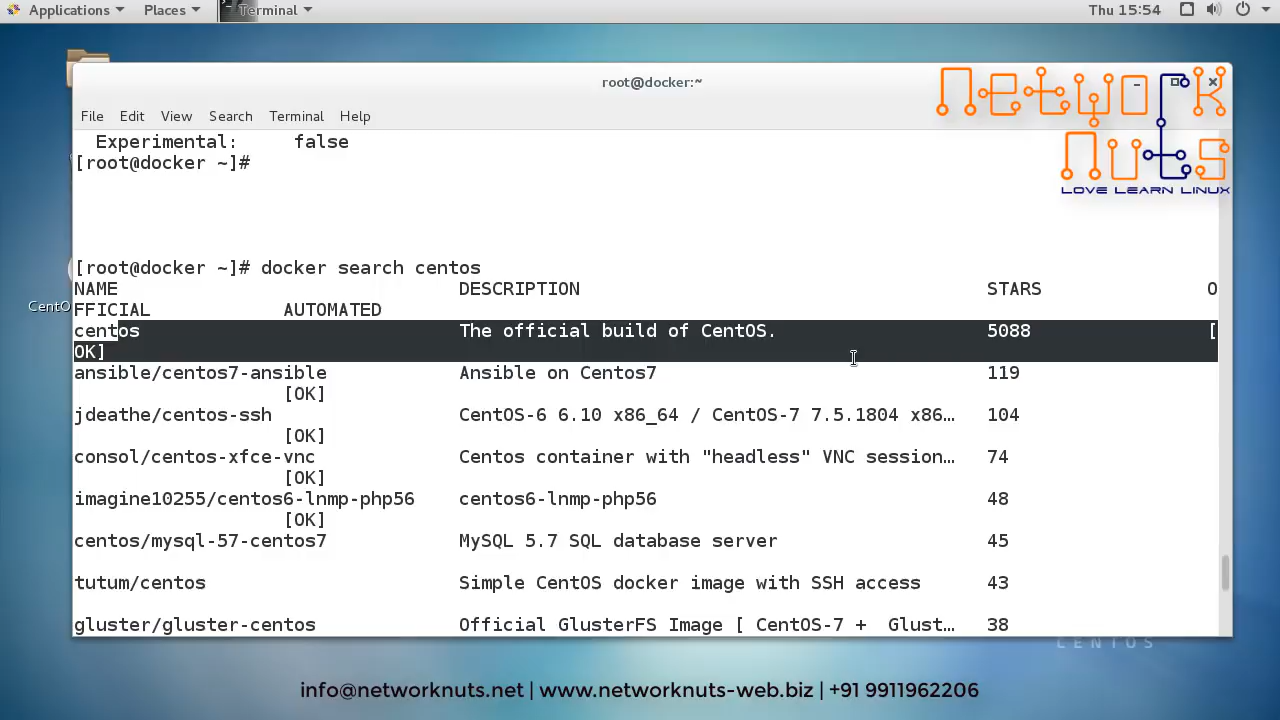 Applications Places Terminal Thu 15:54
root@docker:~
File Edit View Search Terminal Help
Experimental: false
[root@docker ~]#
[root@docker ~]# docker search centos
NAME DESCRIPTION STARS O
FFICIAL AUTOMATED
centos The official build of CentOS. 5088 [
OK]
ansible/centos7-ansible Ansible on Centos7 119
[OK]
jdeathe/centos-ssh CentOS-6 6.10 x86_64 / CentOS-7 7.5.1804 x86… 104
[OK]
consol/centos-xfce-vnc Centos container with "headless" VNC session… 74
[OK]
imagine10255/centos6-lnmp-php56 centos6-lnmp-php56 48
[OK]
centos/mysql-57-centos7 MySQL 5.7 SQL database server 45
tutum/centos Simple CentOS docker image with SSH access 43
gluster/gluster-centos Official GlusterFS Image [ CentOS-7 + Glust… 38
NETWORK
NUTS
LOVE LEARN LINUX
CentO
CENTOS
info@networknuts.net | www.networknuts-web.biz | +91 9911962206